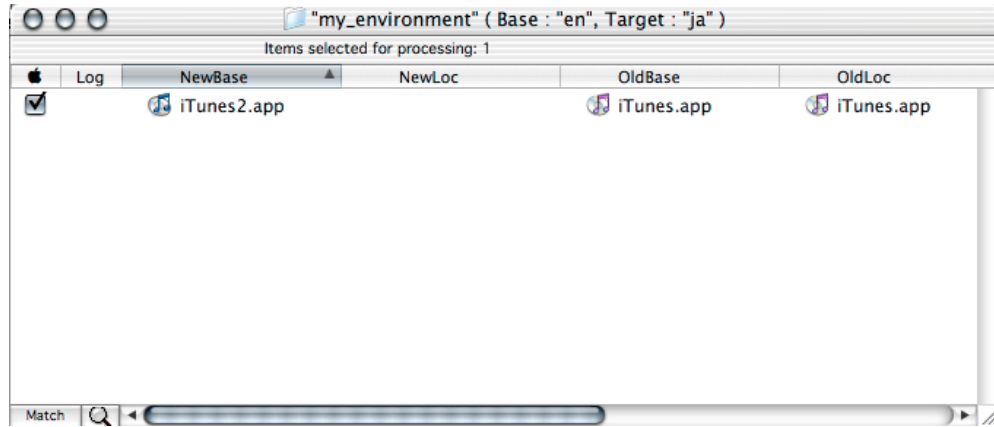 "my_environment" ( Base : "en", Target : "ja" )
Items selected for processing: 1
Log NewBase NewLoc OldBase OldLoc
iTunes2.app iTunes.app iTunes.app
Match